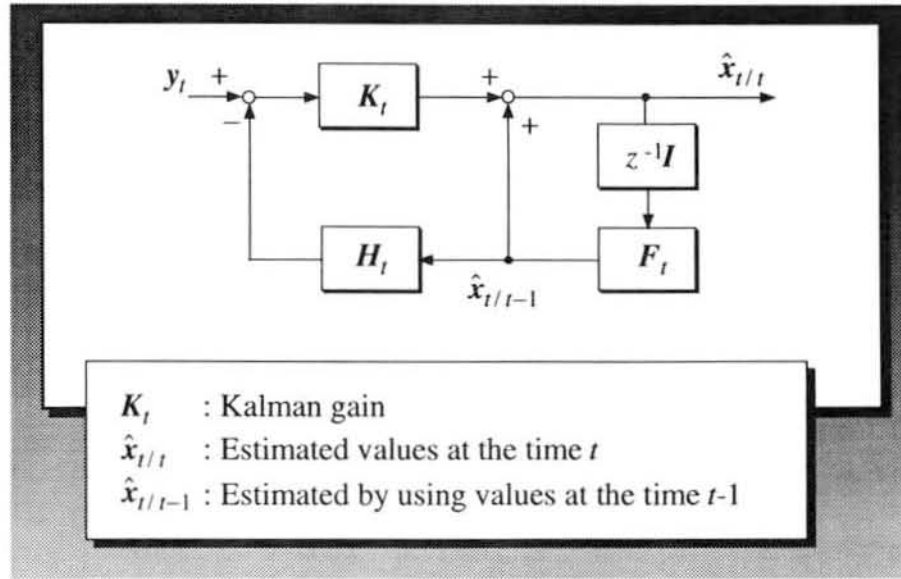 y_t + K_t + x̂_{t/t}
− +
z^{-1}I
H_t x̂_{t/t−1} F_t
K_t : Kalman gain
x̂_{t/t} : Estimated values at the time t
x̂_{t/t−1} : Estimated by using values at the time t-1